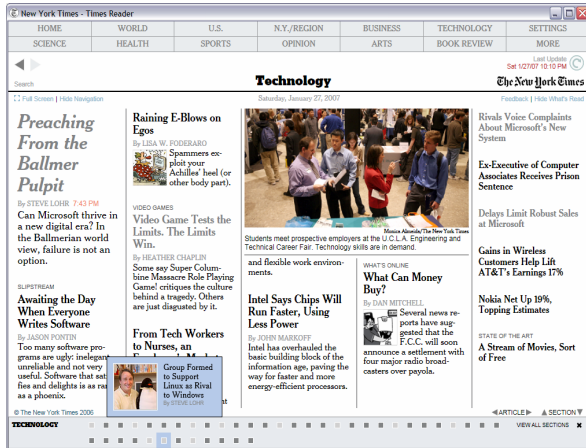 New York Times - Times Reader
HOME WORLD U.S. N.Y./REGION BUSINESS TECHNOLOGY SETTINGS
SCIENCE HEALTH SPORTS OPINION ARTS BOOK REVIEW MORE
Last Update
Sat 1/27/07 10:10 PM
Search
Technology
The New York Times
Full Screen | Hide Navigation
Saturday, January 27, 2007
Feedback | Hide What's Read
Preaching
From the
Ballmer
Pulpit
By STEVE LOHR 7:43 PM
Can Microsoft thrive in
a new digital era? In
the Ballmerian world
view, failure is not an
option.
SLIPSTREAM
Awaiting the Day
When Everyone
Writes Software
By JASON PONTIN
Too many software pro-
grams are ugly: inelegant
unreliable and not very
useful. Software that sat
fies and delights is as ra
as a phoenix.
Raining E-Blows on
Egos
By LISA W. FODERARO
Spammers ex-
ploit your
Achilles' heel (or
other body part).
VIDEO GAMES
Video Game Tests the
Limits. The Limits
Win.
By HEATHER CHAPLIN
Some say Super Colum-
bine Massacre Role Playing
Game! critiques the culture
behind a tragedy. Others
are just disgusted by it.
From Tech Workers
to Nurses, an
nt
Monica Almeida/The New York Times
Students meet prospective employers at the U.C.L.A. Engineering and
Technical Career Fair. Technology skills are in demand.
and flexible work environ-
ments.
Intel Says Chips Will
Run Faster, Using
Less Power
By JOHN MARKOFF
Intel has overhauled the
basic building block of the
information age, paving the
way for faster and more
energy-efficient processors.
WHAT'S ONLINE
What Can Money
Buy?
By DAN MITCHELL
Several news re-
ports have sug-
gested that the
F.C.C. will soon
announce a settlement with
four major radio broad-
casters over payola.
Rivals Voice Complaints
About Microsoft's New
System
Ex-Executive of Computer
Associates Receives Prison
Sentence
Delays Limit Robust Sales
at Microsoft
Gains in Wireless
Customers Help Lift
AT&T's Earnings 17%
Nokia Net Up 19%,
Topping Estimates
STATE OF THE ART
A Stream of Movies, Sort
of Free
Group Formed
to Support
Linux as Rival
to Windows
By STEVE LOHR
© The New York Times 2006
ARTICLE SECTION
TECHNOLOGY
VIEW ALL SECTIONS